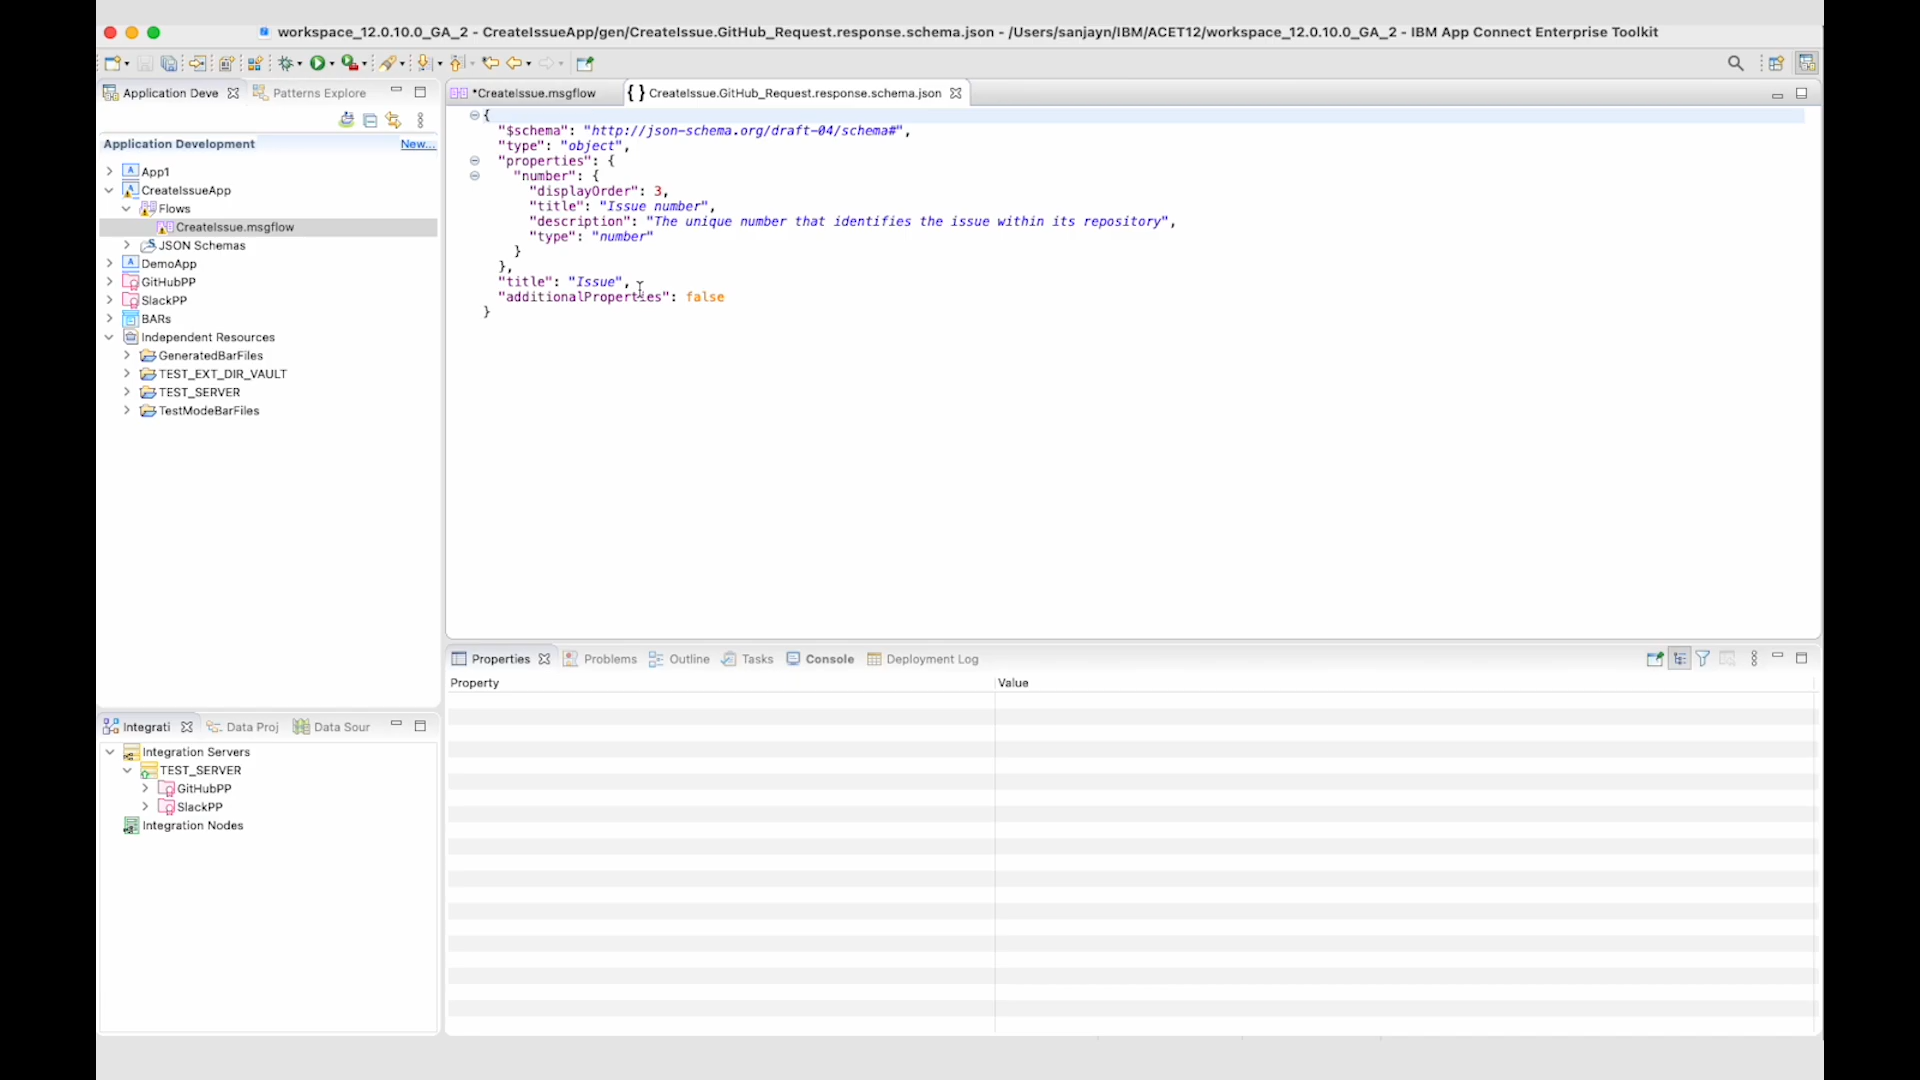 workspace_12.0.10.0_GA_2 - CreateIssueApp/gen/CreateIssue.GitHub_Request.response.schema.json - /Users/sanjayn/IBM/ACET12/workspace_12.0.10.0_GA_2 - IBM App Connect Enterprise Toolkit
Application Deve
Patterns Explore
Application Development
New...
App1
CreateIssueApp
Flows
CreateIssue.msgflow
JSON Schemas
DemoApp
GitHubPP
SlackPP
BARs
Independent Resources
GeneratedBarFiles
TEST_EXT_DIR_VAULT
TEST_SERVER
TestModeBarFiles
*CreateIssue.msgflow
{ } CreateIssue.GitHub_Request.response.schema.json
{
"$schema": "http://json-schema.org/draft-04/schema#",
"type": "object",
"properties": {
"number": {
"displayOrder": 3,
"title": "Issue number",
"description": "The unique number that identifies the issue within its repository",
"type": "number"
}
},
"title": "Issue",
"additionalProperties": false
}
Integrati
Data Proj
Data Sour
Integration Servers
TEST_SERVER
GitHubPP
SlackPP
Integration Nodes
Properties
Problems
Outline
Tasks
Console
Deployment Log
Property
Value